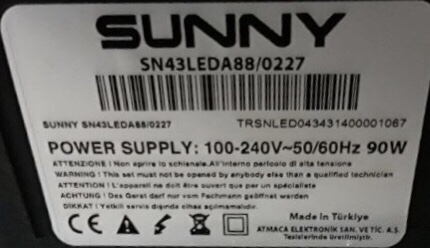 SUNNY
SN43LEDA88/0227
SUNNY SN43LEDA88/0227 TRSNLED043431400001067
POWER SUPPLY: 100-240V~50/60Hz 90W
ATTENZIONE ! Non aprire lo schienale.All'interno pericolo di alta tensione
WARNING ! This set must not be opened by anybody else than a qualified technician
ATTENTION ! L'appareil ne doit être ouvert que par un spécialiste
ACHTUNG ! Das Gerät darf nur vom Fachmann geöffnet werden
DİKKAT ! Yetkili servis dışında cihaz açılmamalıdır.
CE
Made in Türkiye
ATMACA ELEKTRONİK SAN. VE TİC. A.Ş.
Tesislerinde Üretilmiştir.